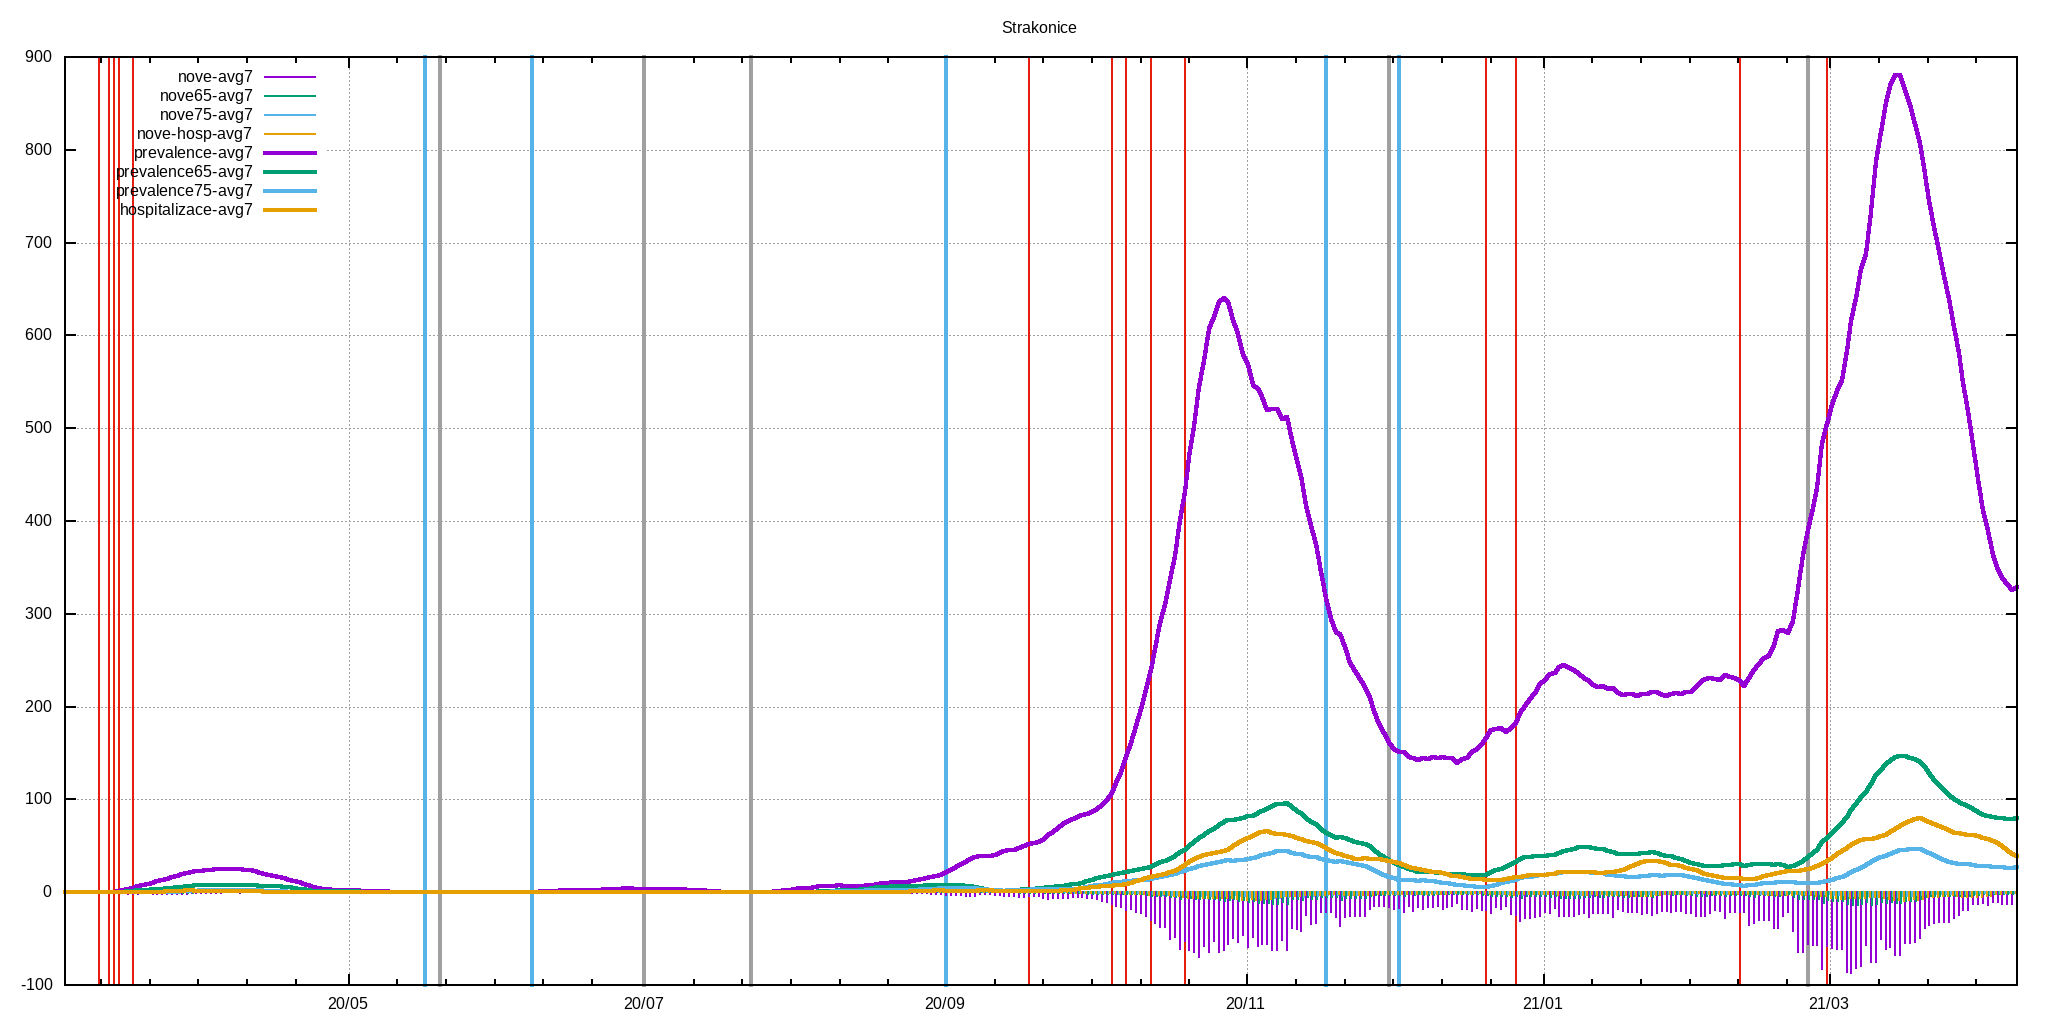 Strakonice
900
800
700
600
500
400
300
200
100
0
-100
nove-avg7
nove65-avg7
nove75-avg7
nove-hosp-avg7
prevalence-avg7
prevalence65-avg7
prevalence75-avg7
hospitalizace-avg7
20/05 20/07 20/09 20/11 21/01 21/03